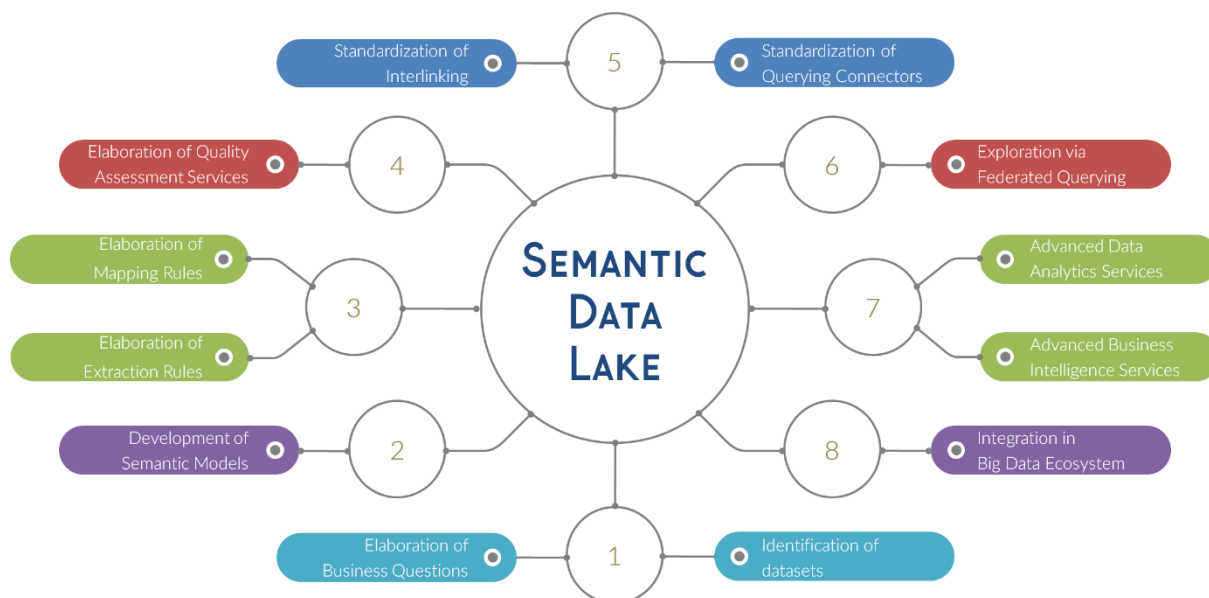 Standardization of
Interlinking
5
Standardization of
Querying Connectors
Elaboration of Quality
Assessment Services
4
6
Exploration via
Federated Querying
Elaboration of
Mapping Rules
Elaboration of
Extraction Rules
3
SEMANTIC
DATA
LAKE
7
Advanced Data
Analytics Services
Advanced Business
Intelligence Services
Development of
Semantic Models
2
8
Integration in
Big Data Ecosystem
Elaboration of
Business Questions
1
Identification of
datasets